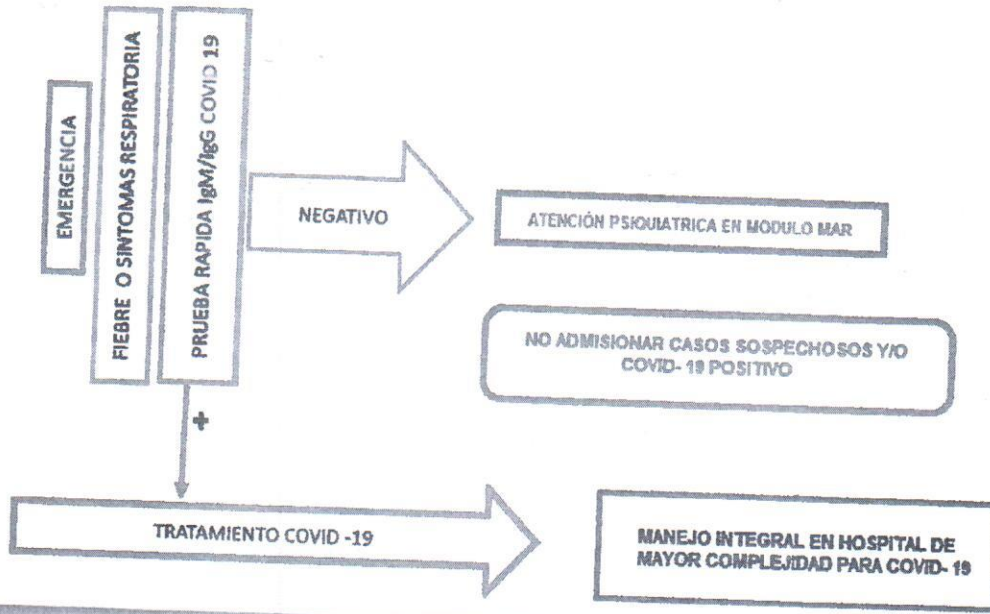 EMERGENCIA
FIEBRE O SINTOMAS RESPIRATORIA
PRUEBA RAPIDA IgM/IgG COVID 19
NEGATIVO
ATENCIÓN PSIQUIATRICA EN MODULO MAR
NO ADMISIONAR CASOS SOSPECHOSOS Y/O
COVID- 19 POSITIVO
+
TRATAMIENTO COVID -19
MANEJO INTEGRAL EN HOSPITAL DE
MAYOR COMPLEJIDAD PARA COVID- 19